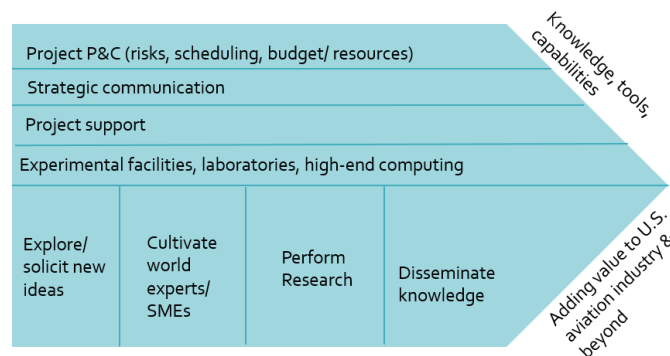 Project P&C (risks, scheduling, budget/ resources)
Strategic communication
Project support
Experimental facilities, laboratories, high-end computing
Explore/
solicit new
ideas
Cultivate
world
experts/
SMEs
Perform
Research
Disseminate
knowledge
Knowledge, tools,
capabilities
Adding value to U.S.
aviation industry &
beyond